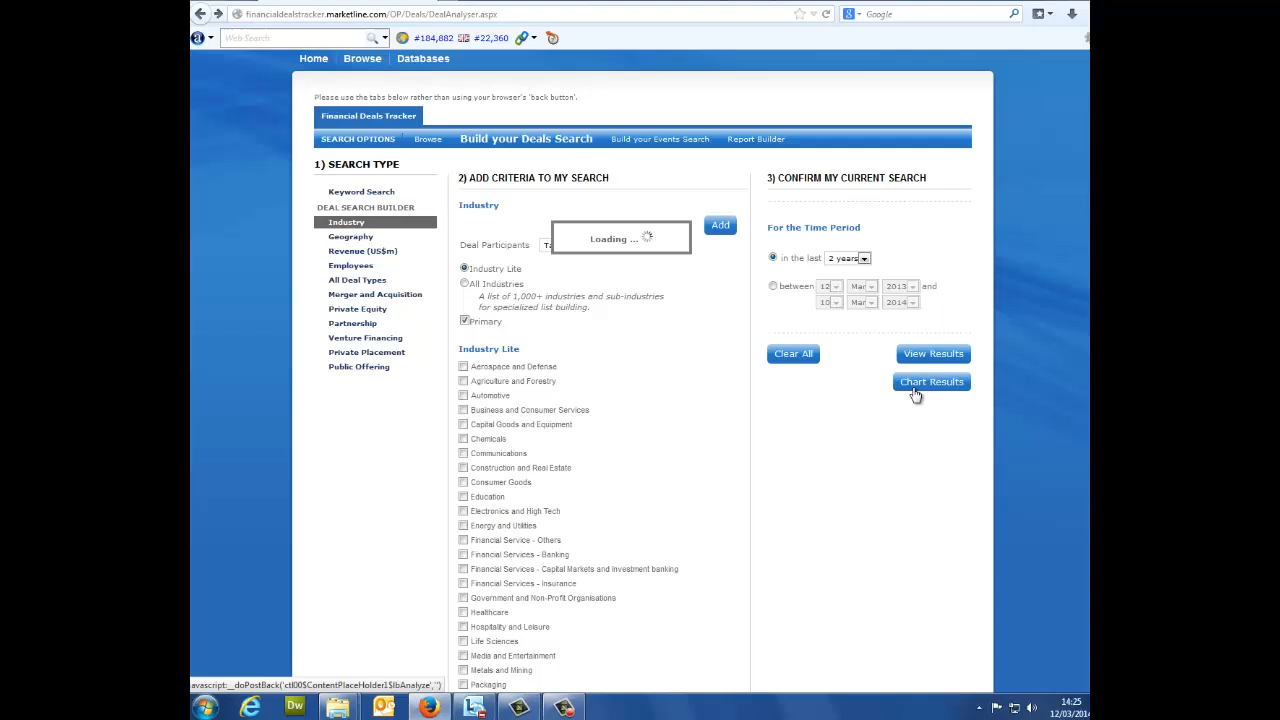 financialdealstracker.marketline.com/OP/Deals/DealAnalyser.aspx
Google
Web Search
#184,882
#22,360
Home
Browse
Databases
Please use the tabs below rather than using your browser's 'back button'.
Financial Deals Tracker
SEARCH OPTIONS
Browse
Build your Deals Search
Build your Events Search
Report Builder
1) SEARCH TYPE
Keyword Search
DEAL SEARCH BUILDER
Industry
Geography
Revenue (US$m)
Employees
All Deal Types
Merger and Acquisition
Private Equity
Partnership
Venture Financing
Private Placement
Public Offering
2) ADD CRITERIA TO MY SEARCH
Industry
Add
Loading ...
Deal Participants
Industry Lite
All Industries
A list of 1,000+ industries and sub-industries
for specialized list building.
Primary
Industry Lite
Aerospace and Defense
Agriculture and Forestry
Automotive
Business and Consumer Services
Capital Goods and Equipment
Chemicals
Communications
Construction and Real Estate
Consumer Goods
Education
Electronics and High Tech
Energy and Utilities
Financial Service - Others
Financial Services - Banking
Financial Services - Capital Markets and Investment banking
Financial Services - Insurance
Government and Non-Profit Organisations
Healthcare
Hospitality and Leisure
Life Sciences
Media and Entertainment
Metals and Mining
Packaging
3) CONFIRM MY CURRENT SEARCH
For the Time Period
in the last 2 years
between 12 Mar 2013 and
10 Mar 2014
Clear All
View Results
Chart Results
javascript:__doPostBack('ctl00$ContentPlaceHolder1$lbAnalyze','')
Dw
14:25
12/03/2014